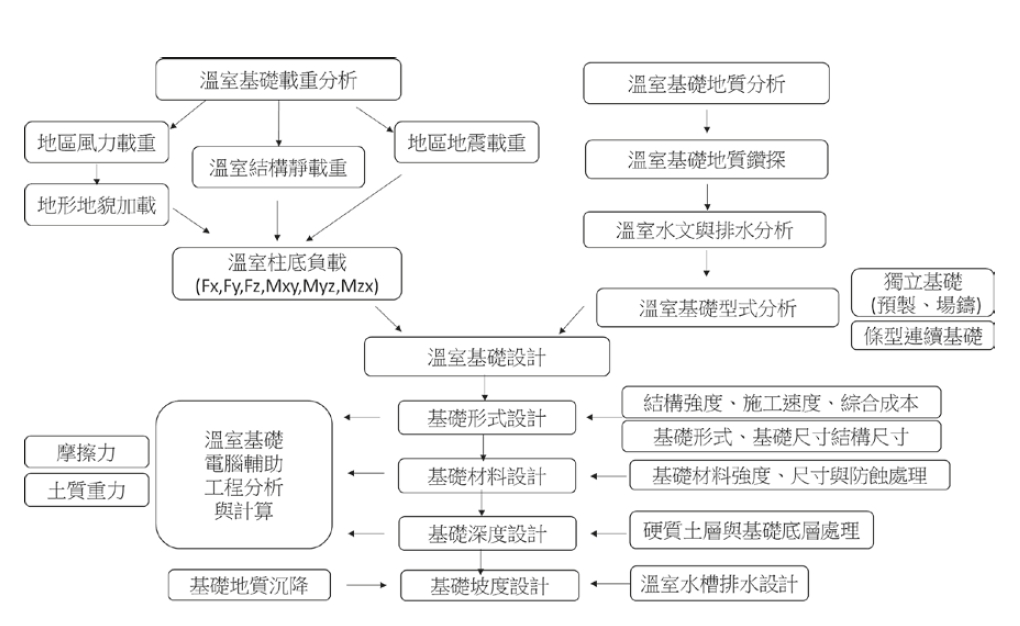 溫室基礎載重分析
溫室基礎地質分析
地區風力載重
溫室結構靜載重
地區地震載重
溫室基礎地質鑽探
地形地貌加載
溫室水文與排水分析
溫室柱底負載
(Fx,Fy,Fz,Mxy,Myz,Mzx)
溫室基礎型式分析
獨立基礎
(預製、場鑄)
條型連續基礎
溫室基礎設計
基礎形式設計
結構強度、施工速度、綜合成本
基礎形式、基礎尺寸結構尺寸
溫室基礎
電腦輔助
工程分析
與計算
摩擦力
土質重力
基礎材料設計
基礎材料強度、尺寸與防蝕處理
基礎深度設計
硬質土層與基礎底層處理
基礎地質沉降
基礎坡度設計
溫室水槽排水設計